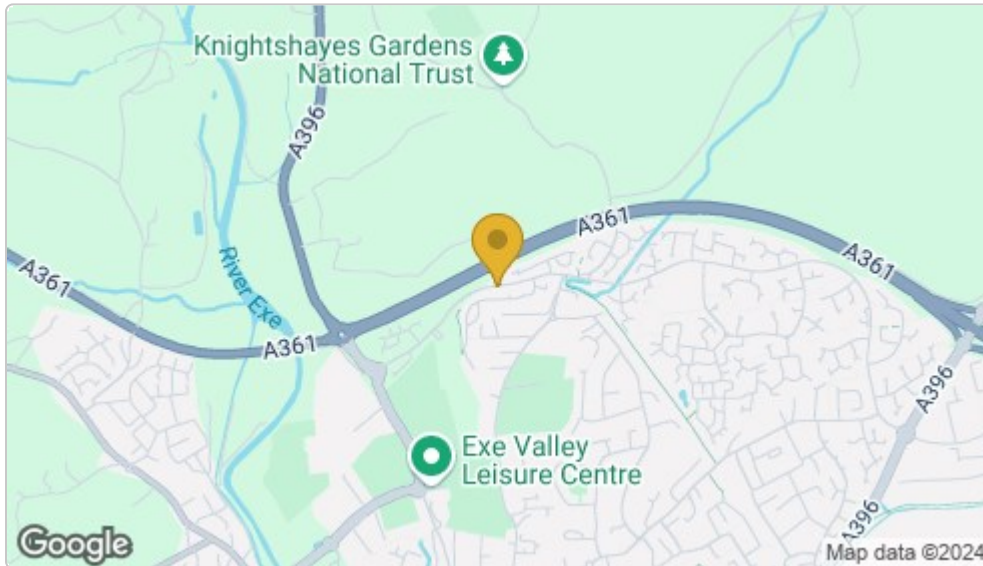 Knightshayes Gardens
National Trust
A396
A361
A361
A361
River Exe
A361
A396
Exe Valley
Leisure Centre
A396
Google
Map data ©2024